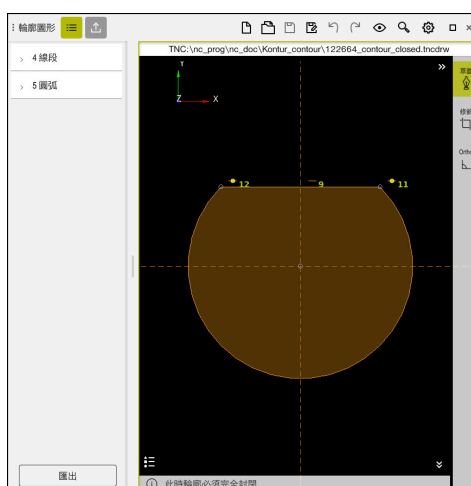 輪廓圖形
TNC:\nc_prog\nc_doc\Kontur_contour\122664_contour_closed.tncdrw
4 線段
5 圓弧
Y
Z
X
12
9
11
Ortho
匯出
此時輪廓必須完全封閉